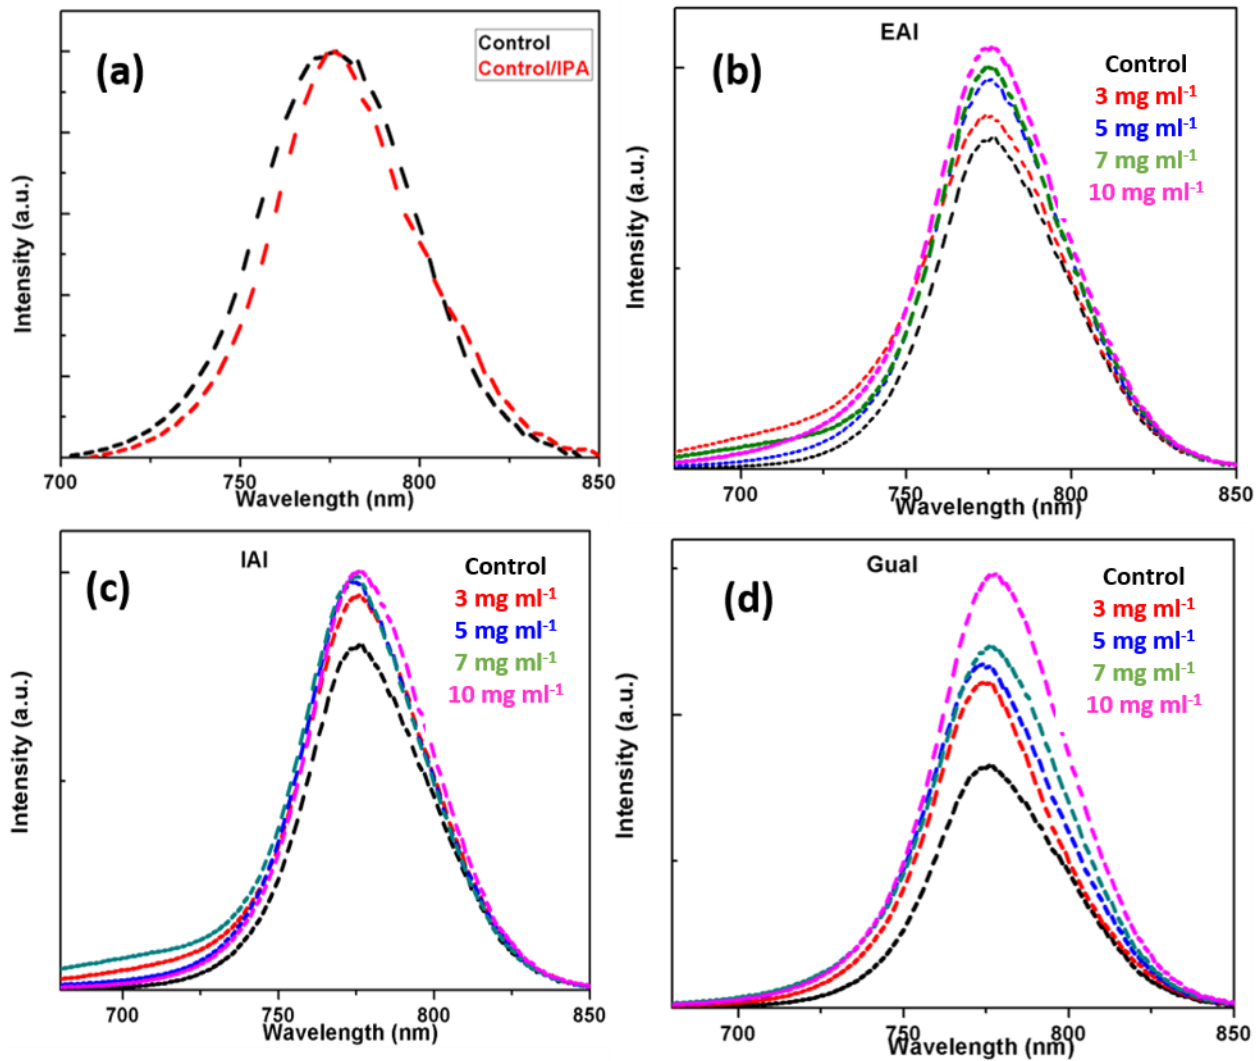 (a)
Control
Control/IPA
Intensity (a.u.)
700
750
800
850
Wavelength (nm)
(b)
EAI
Control
3 mg ml-1
5 mg ml-1
7 mg ml-1
10 mg ml-1
Intensity (a.u.)
700
750
800
850
Wavelength (nm)
(c)
IAI
Control
3 mg ml-1
5 mg ml-1
7 mg ml-1
10 mg ml-1
Intensity (a.u.)
700
750
800
850
Wavelength (nm)
(d)
GuaI
Control
3 mg ml-1
5 mg ml-1
7 mg ml-1
10 mg ml-1
Intensity (a.u.)
700
750
800
850
Wavelength (nm)